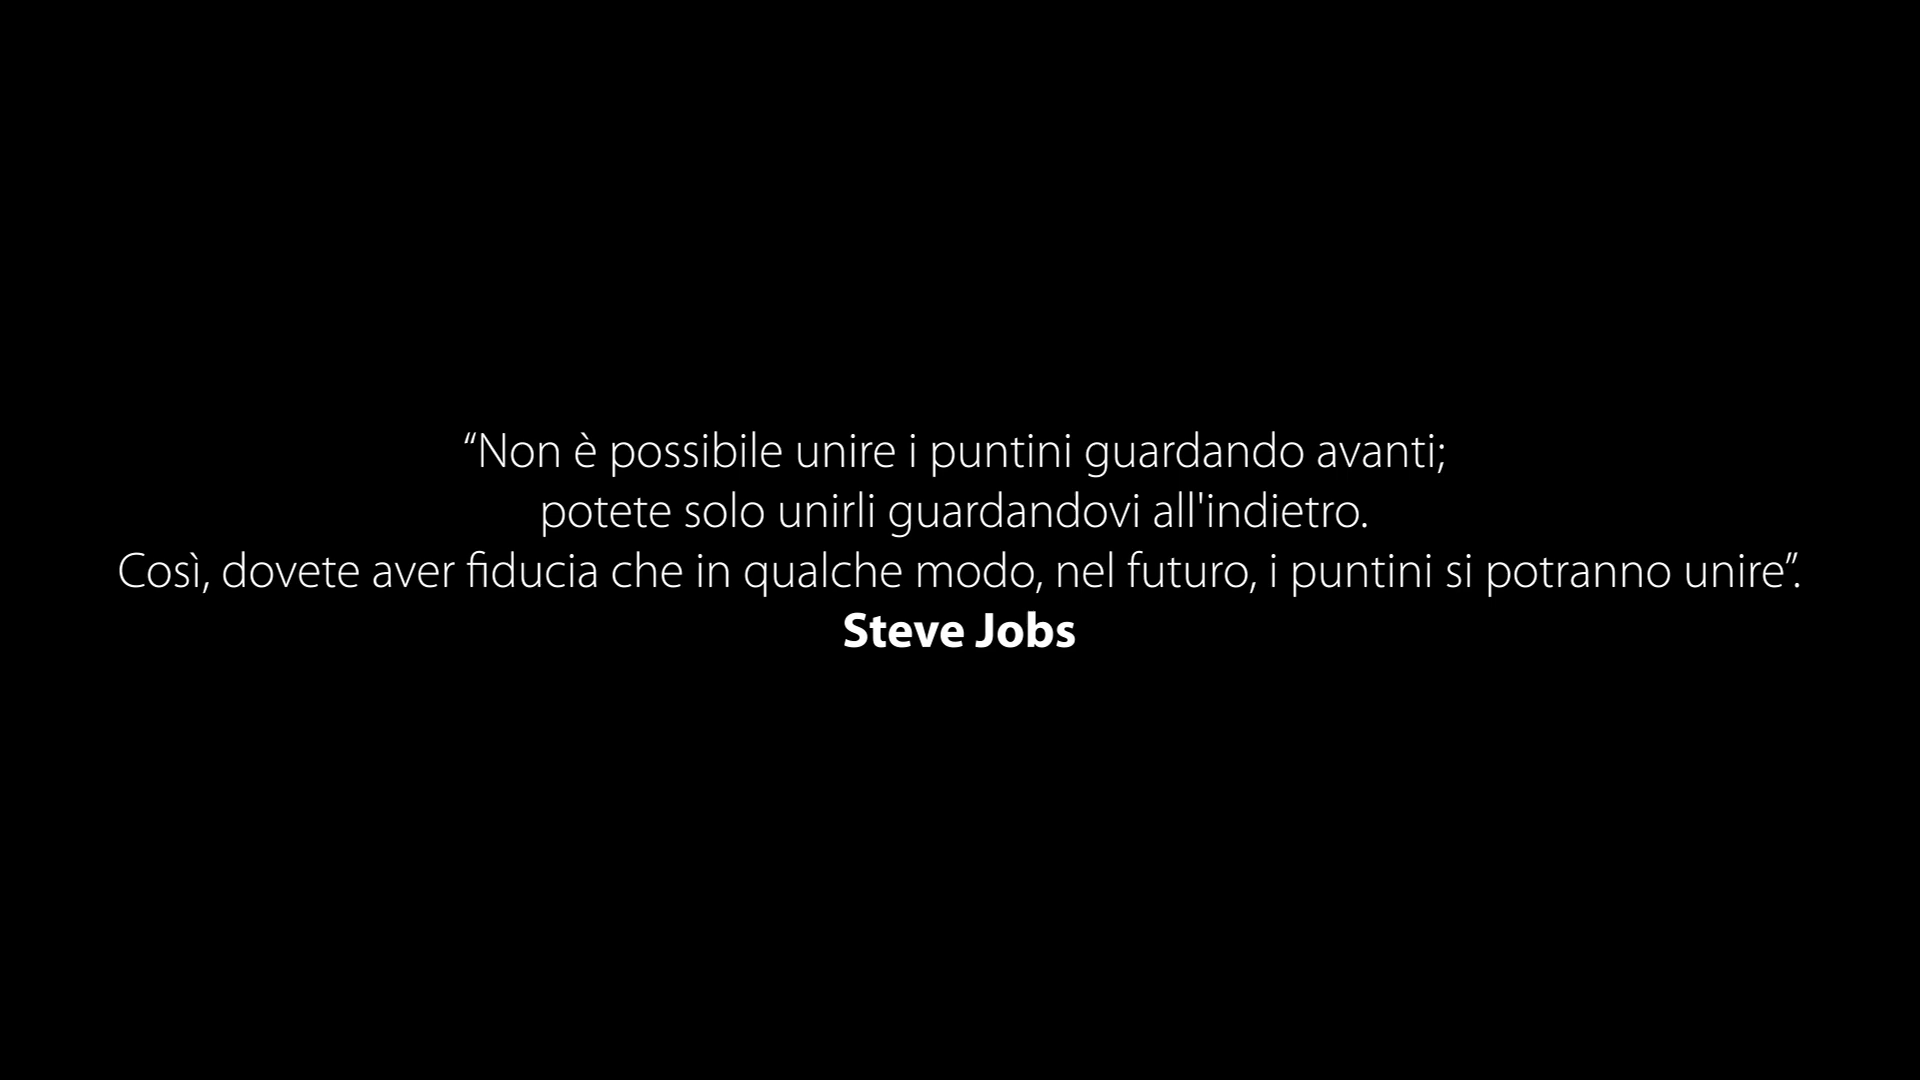 “Non è possibile unire i puntini guardando avanti;
potete solo unirli guardandovi all'indietro.
Così, dovete aver fiducia che in qualche modo, nel futuro, i puntini si potranno unire”.
Steve Jobs